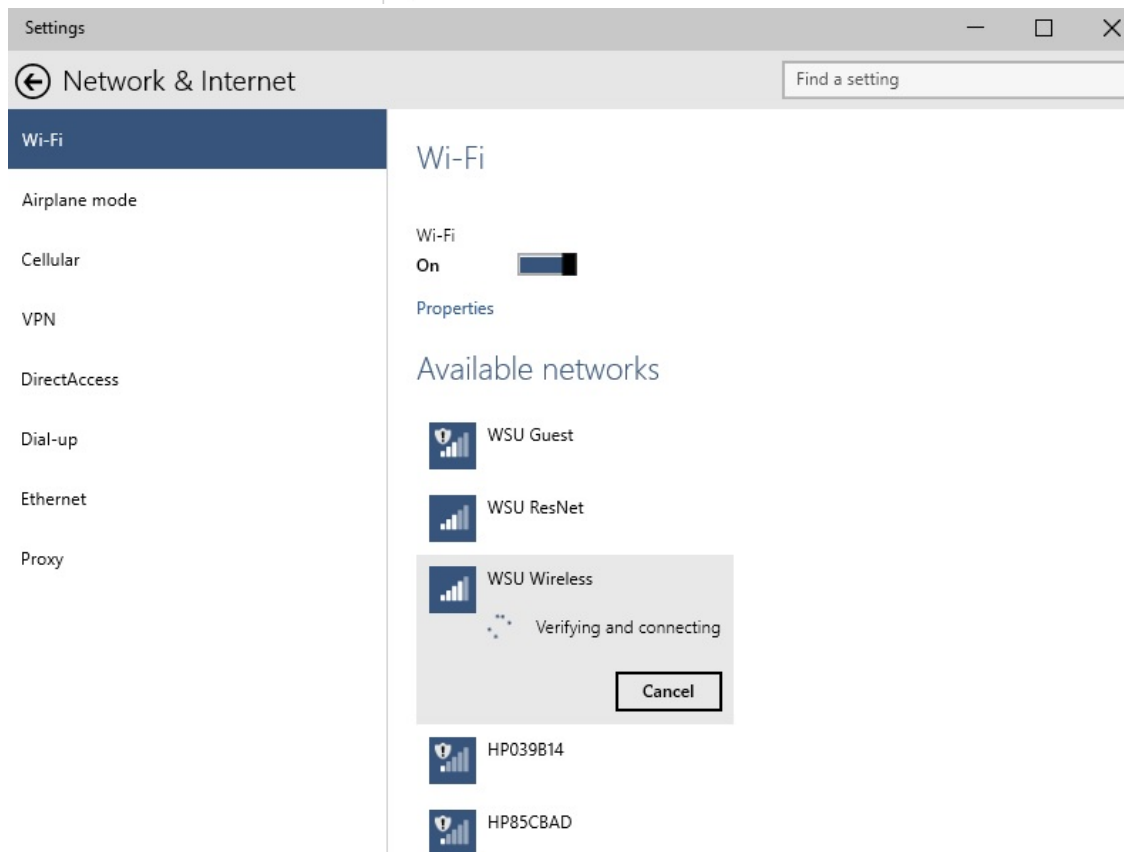 Settings
Network & Internet
Find a setting
Wi-Fi
Airplane mode
Cellular
VPN
DirectAccess
Dial-up
Ethernet
Proxy
Wi-Fi
Wi-Fi
On
Properties
Available networks
WSU Guest
WSU ResNet
WSU Wireless
Verifying and connecting
Cancel
HP039B14
HP85CBAD